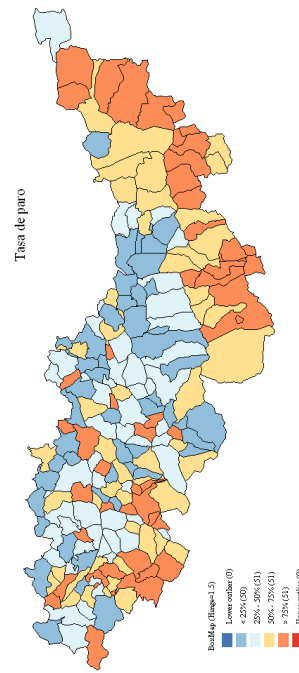 Tasa de paro
BoxMap (Hinge=1.5)
Lower outlier (0)
< 25% (50)
25% - 50% (51)
50% - 75% (51)
> 75% (51)